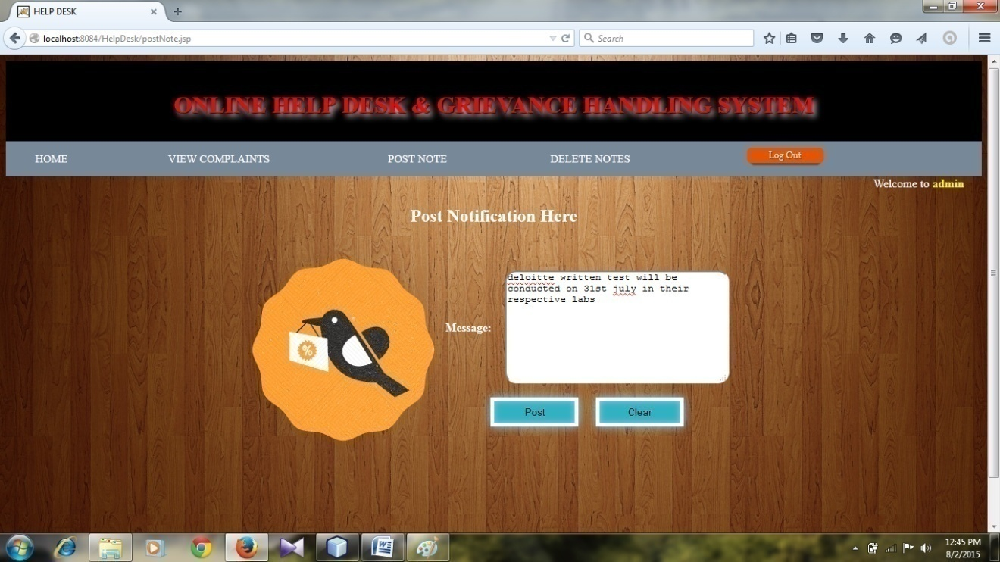 HELP DESK
localhost:8084/HelpDesk/postNote.jsp
Search
ONLINE HELP DESK & GRIEVANCE HANDLING SYSTEM
HOME VIEW COMPLAINTS POST NOTE DELETE NOTES Log Out
Welcome to admin
Post Notification Here
deloitte written test will be
conducted on 31st july in their
respective labs
%
Message:
Post Clear
12:45 PM
8/2/2015